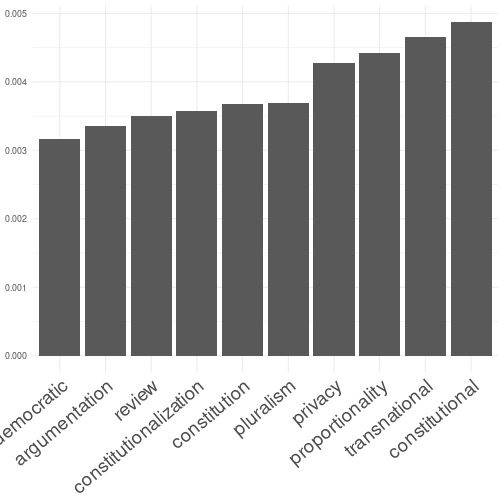 0.005
0.004
0.003
0.002
0.001
0.000
democratic
argumentation
review
constitutionalization
constitution
pluralism
privacy
proportionality
transnational
constitutional